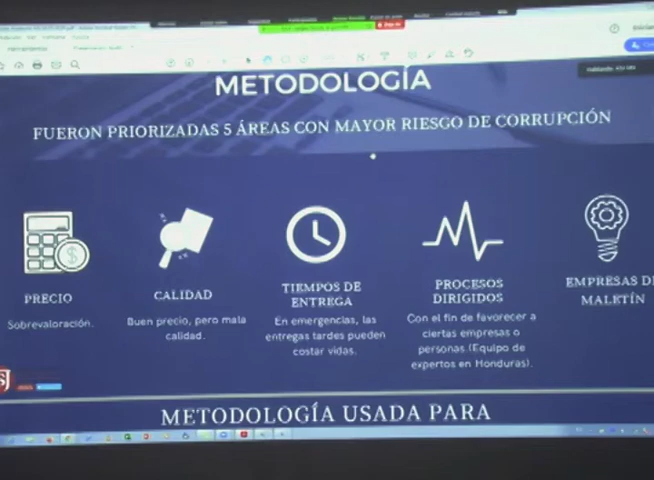 METODOLOGÍA
FUERON PRIORIZADAS 5 ÁREAS CON MAYOR RIESGO DE CORRUPCIÓN
PRECIO
Sobrevaloración.
CALIDAD
Buen precio, pero mala
calidad.
TIEMPOS DE
ENTREGA
En emergencias, las
entregas tardes pueden
costar vidas.
PROCESOS
DIRIGIDOS
Con el fin de favorecer a
ciertas empresas o
personas (Equipo de
expertos en Honduras).
EMPRESAS DE
MALETÍN
METODOLOGÍA USADA PARA